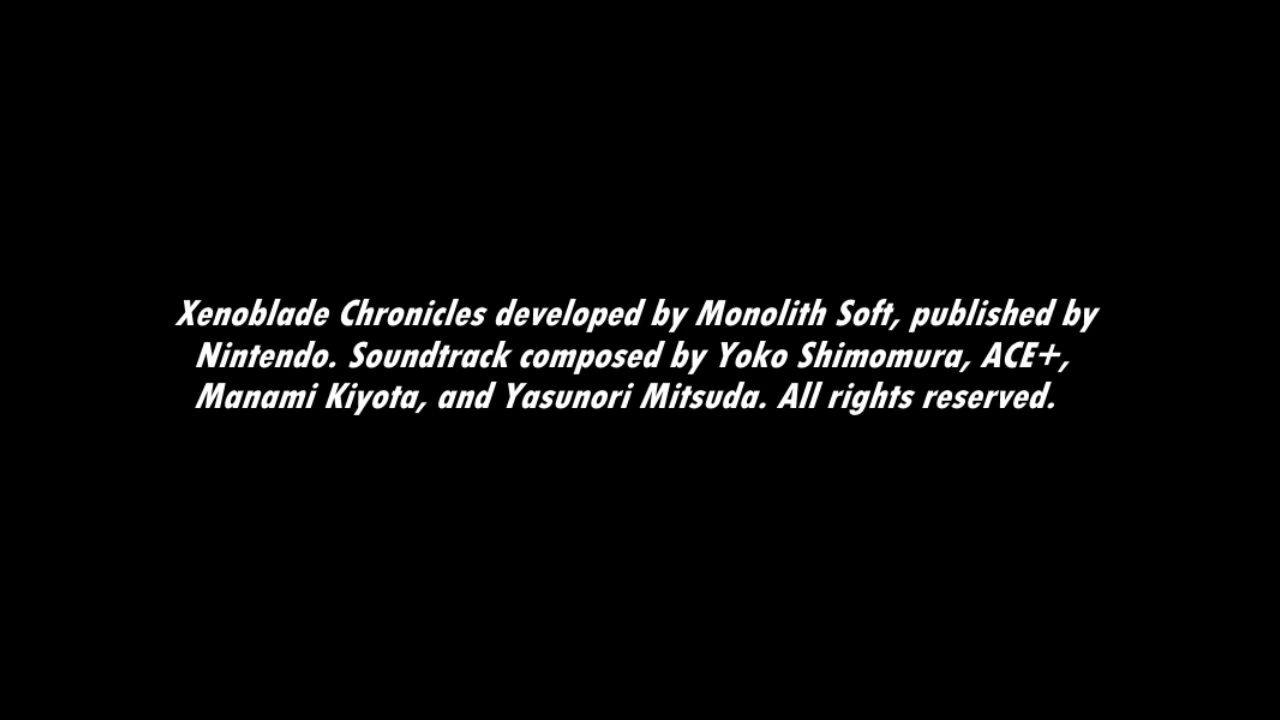 Xenoblade Chronicles developed by Monolith Soft, published by
Nintendo. Soundtrack composed by Yoko Shimomura, ACE+,
Manami Kiyota, and Yasunori Mitsuda. All rights reserved.